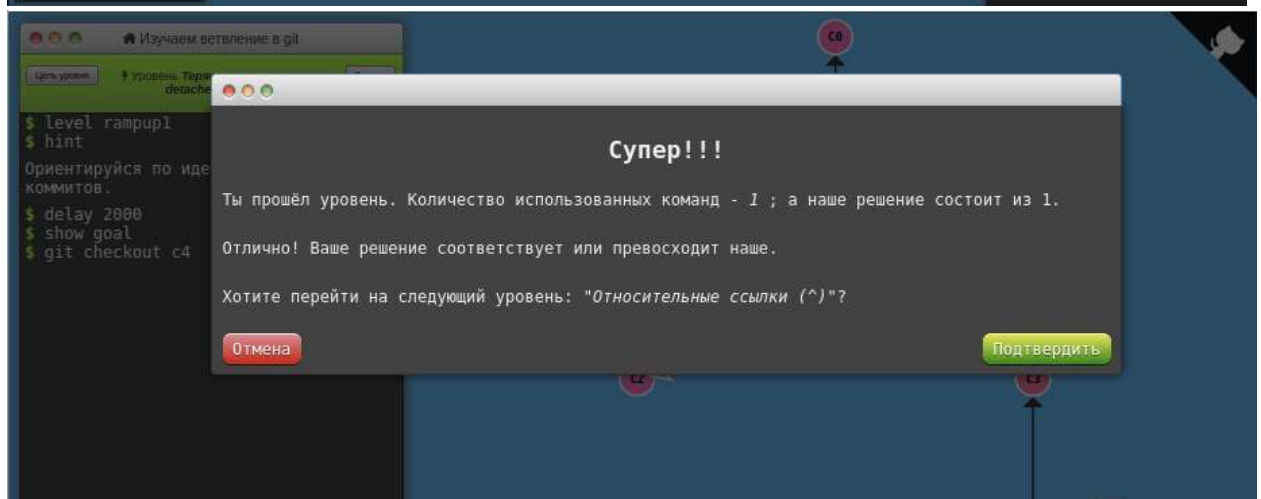 C0
Изучаем ветвление в git
Цель уровня
Уровень
detache
$ level rampup1
$ hint
Ориентируйся по иде
коммитов.
$ delay 2000
$ show goal
$ git checkout c4
Супер!!!
Ты прошёл уровень. Количество использованных команд - 1 ; а наше решение состоит из 1.
Отлично! Ваше решение соответствует или превосходит наше.
Хотите перейти на следующий уровень: "Относительные ссылки (^)"?
Отмена
Подтвердить
C2
C3